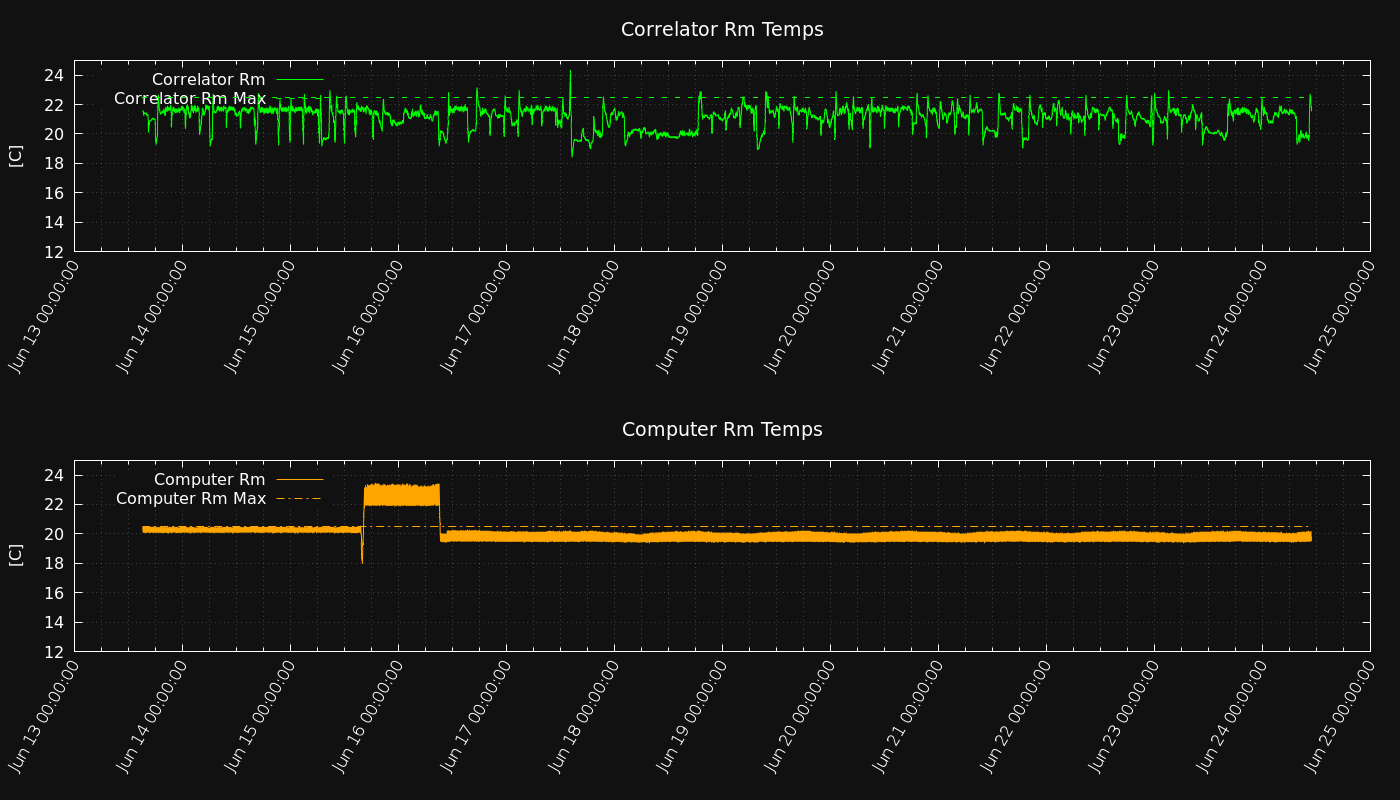 Correlator Rm Temps
Correlator Rm
Correlator Rm Max
[C]
24
22
20
18
16
14
12
Jun 13 00:00:00
Jun 14 00:00:00
Jun 15 00:00:00
Jun 16 00:00:00
Jun 17 00:00:00
Jun 18 00:00:00
Jun 19 00:00:00
Jun 20 00:00:00
Jun 21 00:00:00
Jun 22 00:00:00
Jun 23 00:00:00
Jun 24 00:00:00
Jun 25 00:00:00
Computer Rm Temps
Computer Rm
Computer Rm Max
[C]
24
22
20
18
16
14
12
Jun 13 00:00:00
Jun 14 00:00:00
Jun 15 00:00:00
Jun 16 00:00:00
Jun 17 00:00:00
Jun 18 00:00:00
Jun 19 00:00:00
Jun 20 00:00:00
Jun 21 00:00:00
Jun 22 00:00:00
Jun 23 00:00:00
Jun 24 00:00:00
Jun 25 00:00:00